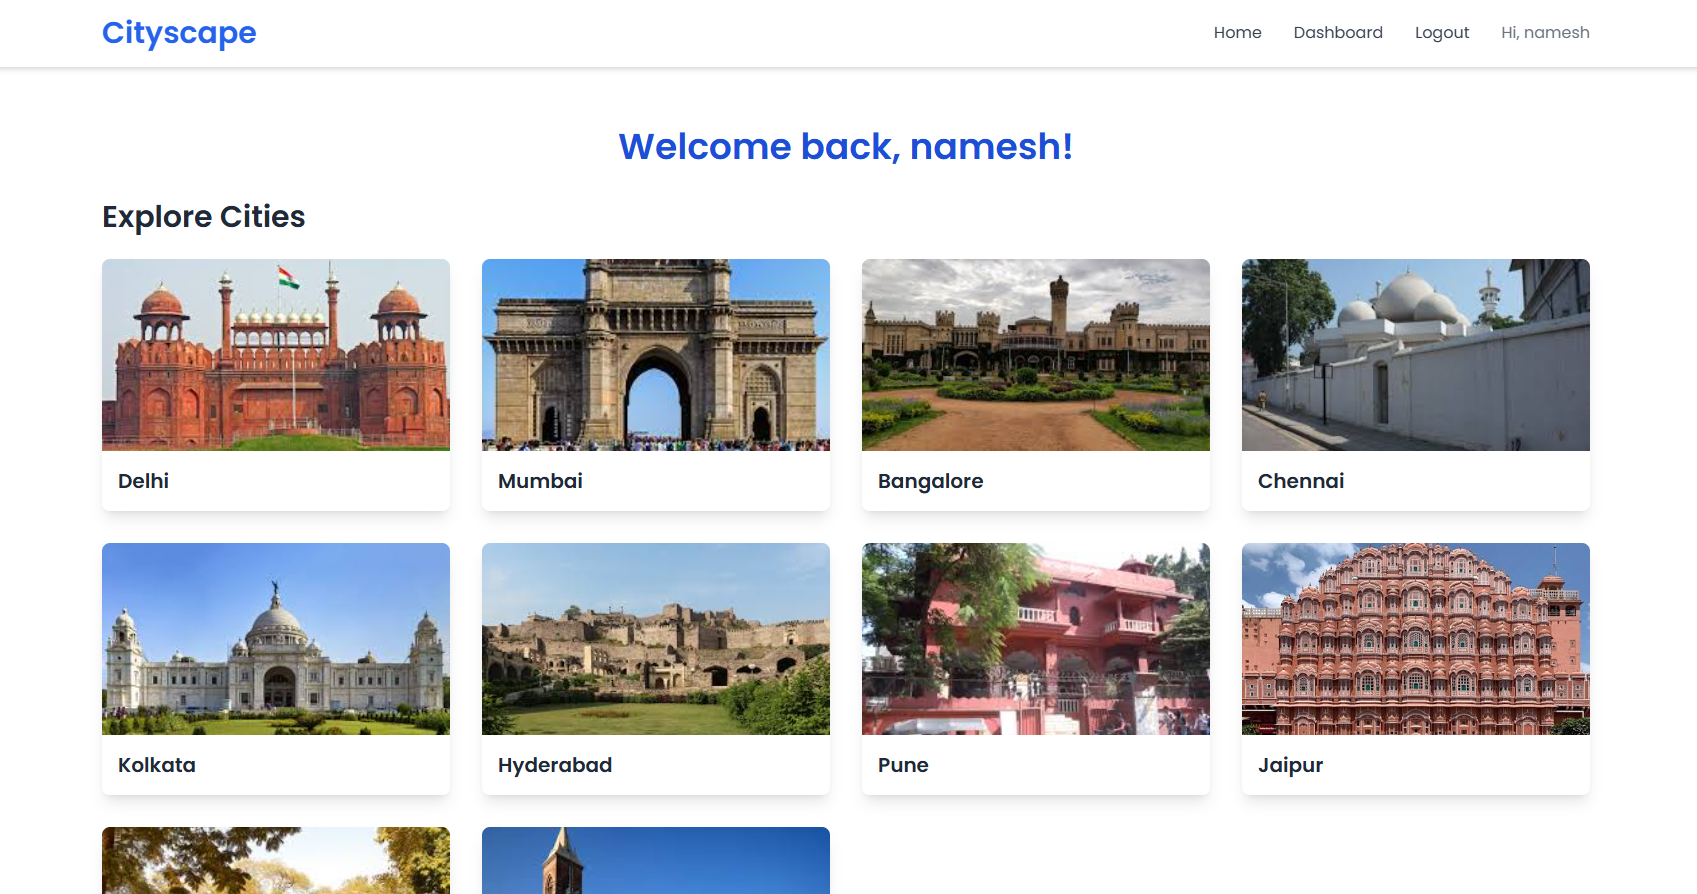 Cityscape
Home Dashboard Logout Hi, namesh
Welcome back, namesh!
Explore Cities
Delhi
Mumbai
Bangalore
Chennai
Kolkata
Hyderabad
Pune
Jaipur